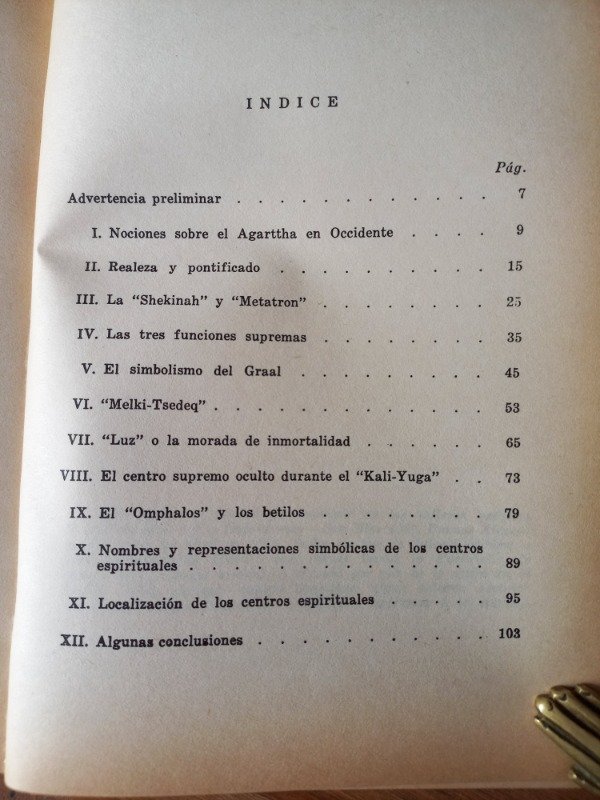 INDICE
Pág.
Advertencia preliminar . . . . . . . . . . . . 7
I. Nociones sobre el Agarttha en Occidente . . . . 9
II. Realeza y pontificado . . . . . . . . . . 15
III. La "Shekinah" y "Metatron" . . . . . . . . 25
IV. Las tres funciones supremas . . . . . . . . 35
V. El simbolismo del Graal . . . . . . . . . 45
VI. "Melki-Tsedeq" . . . . . . . . . . . . . 53
VII. "Luz" o la morada de inmortalidad . . . . . . 65
VIII. El centro supremo oculto durante el "Kali-Yuga" . . 73
IX. El "Omphalos" y los betilos . . . . . . . . 79
X. Nombres y representaciones simbólicas de los centros
espírituales . . . . . . . . . . . . . . 89
XI. Localización de los centros espirituales . . . . . 95
XII. Algunas conclusiones . . . . . . . . . . . 103